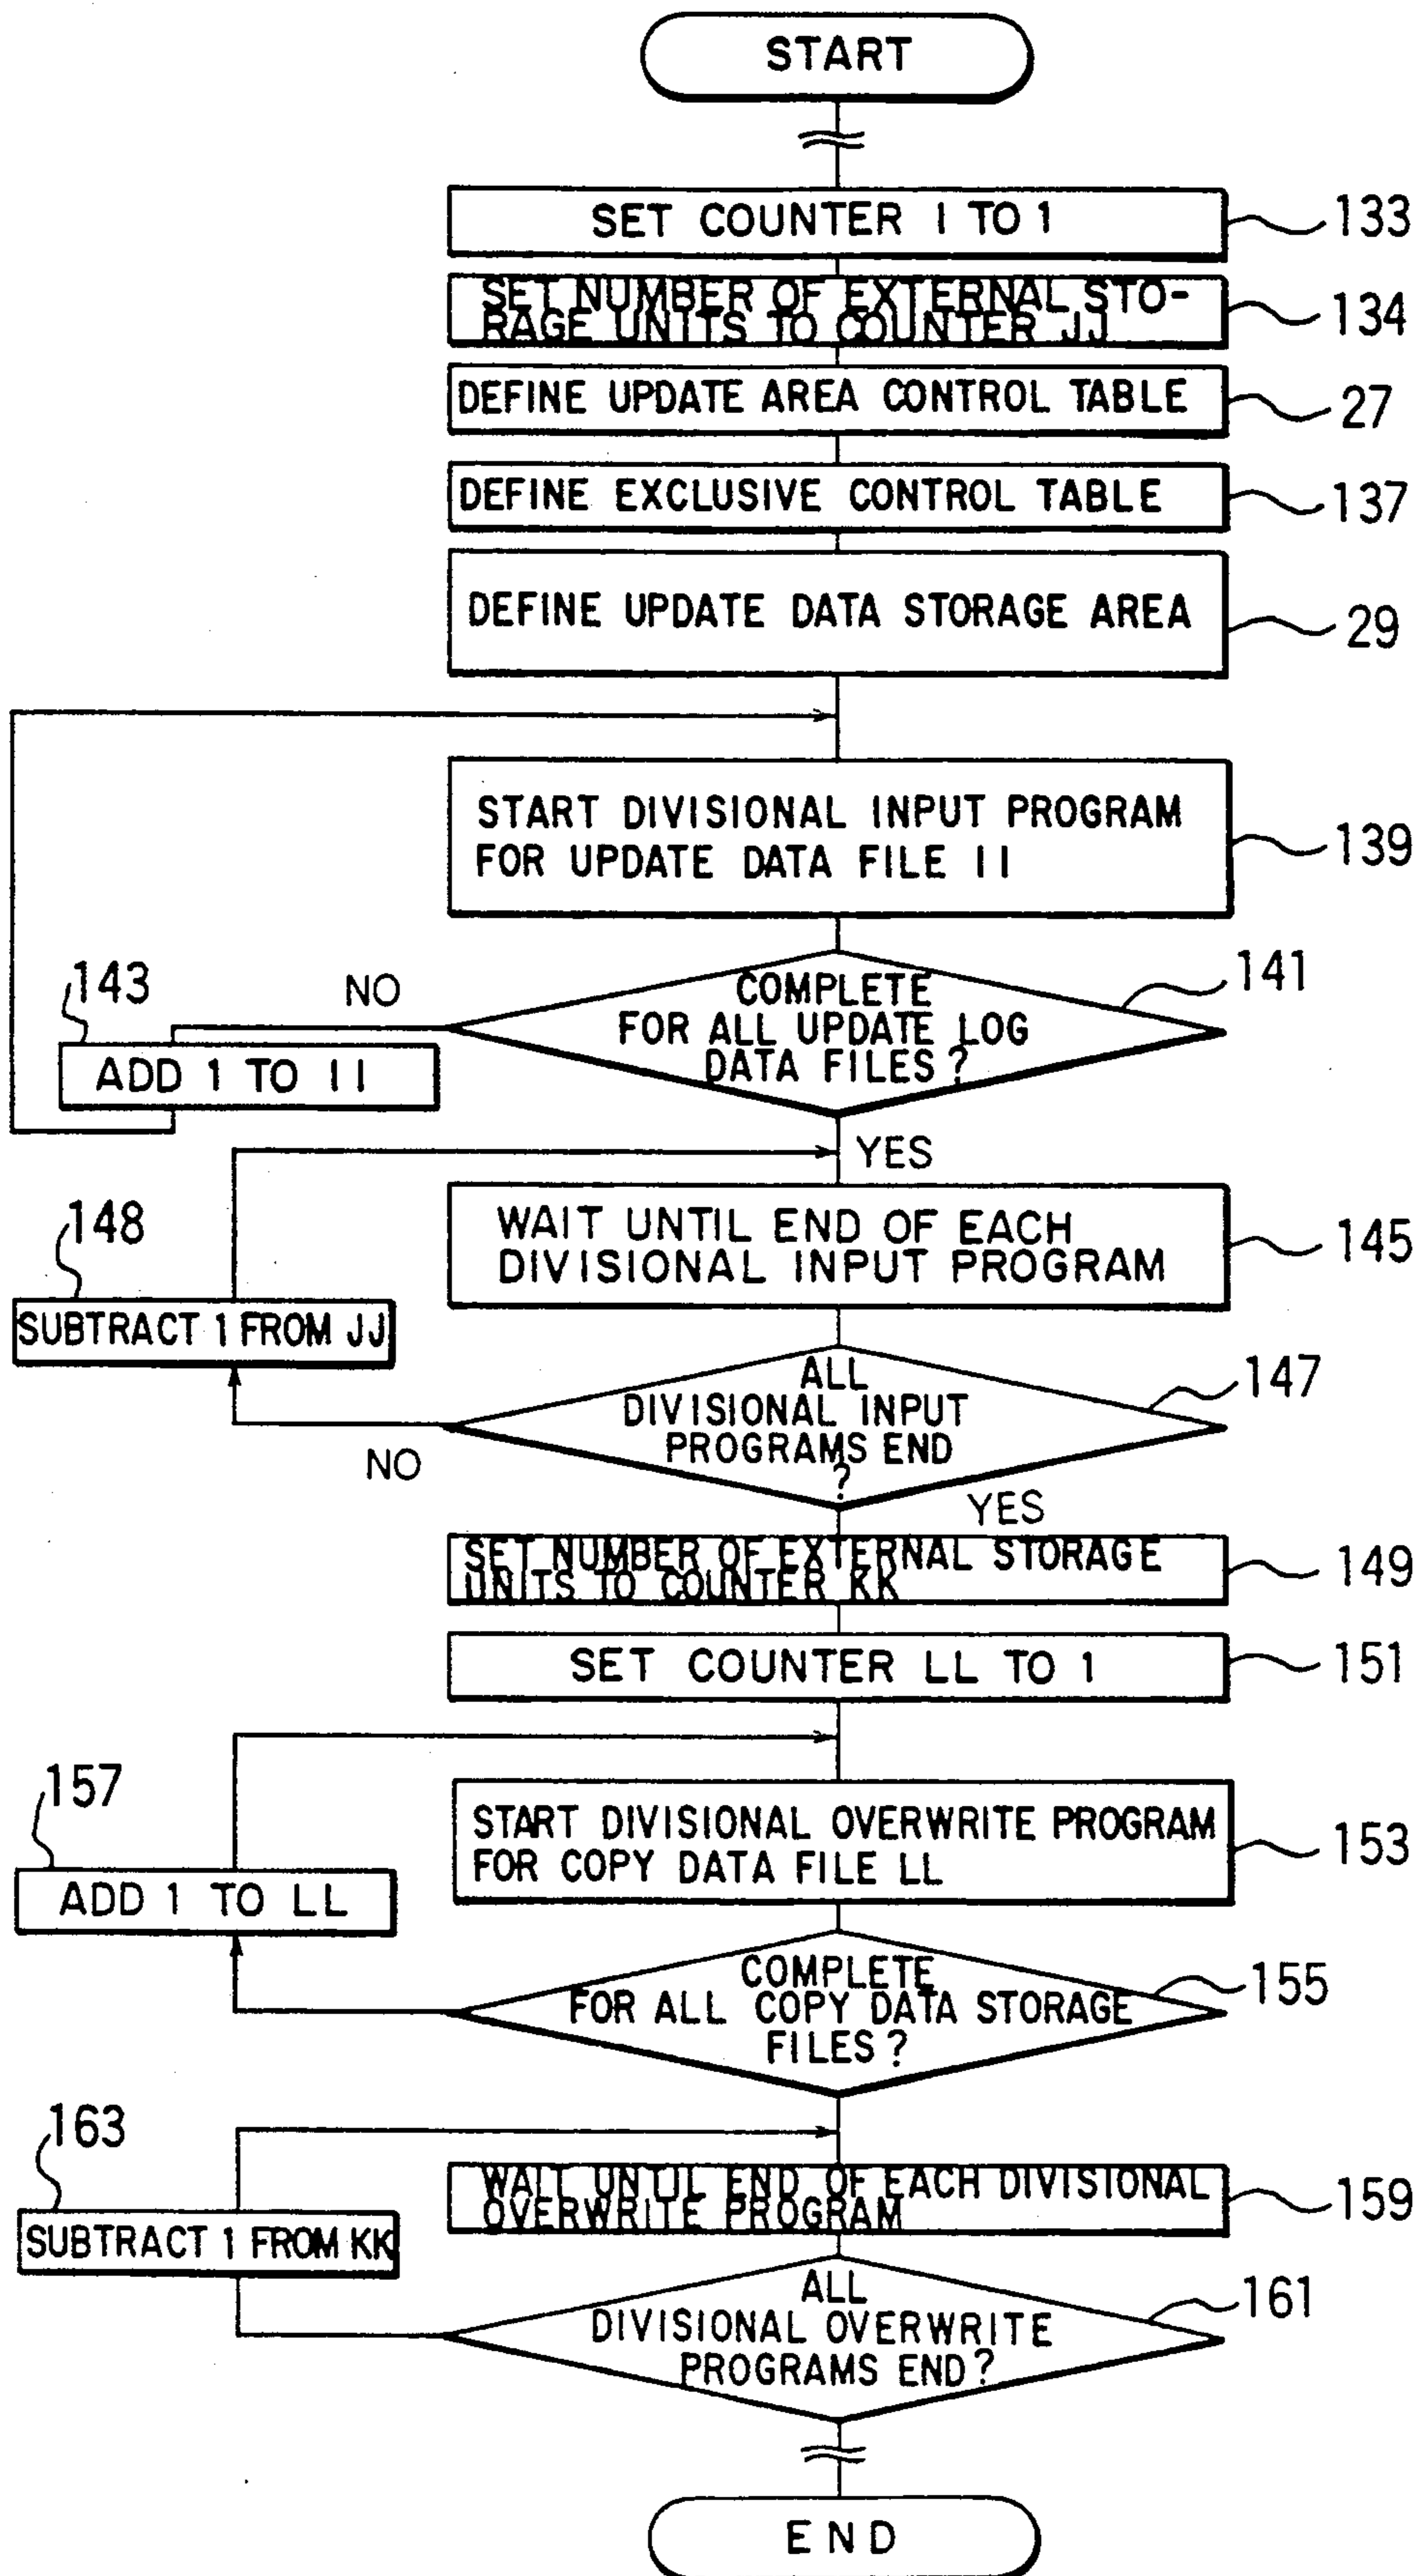 START
SET COUNTER I TO 1
133
SET NUMBER OF EXTERNAL STO-
RAGE UNITS TO COUNTER JJ
134
DEFINE UPDATE AREA CONTROL TABLE
27
DEFINE EXCLUSIVE CONTROL TABLE
137
DEFINE UPDATE DATA STORAGE AREA
29
START DIVISIONAL INPUT PROGRAM
FOR UPDATE DATA FILE II
139
COMPLETE
FOR ALL UPDATE LOG
DATA FILES?
141
NO
143
ADD 1 TO II
YES
WAIT UNTIL END OF EACH
DIVISIONAL INPUT PROGRAM
145
148
SUBTRACT 1 FROM JJ
ALL
DIVISIONAL INPUT
PROGRAMS END
?
147
NO
YES
SET NUMBER OF EXTERNAL STORAGE
UNITS TO COUNTER KK
149
SET COUNTER LL TO 1
151
START DIVISIONAL OVERWRITE PROGRAM
FOR COPY DATA FILE LL
153
157
ADD 1 TO LL
COMPLETE
FOR ALL COPY DATA STORAGE
FILES?
155
WAIT UNTIL END OF EACH DIVISIONAL
OVERWRITE PROGRAM
159
163
SUBTRACT 1 FROM KK
ALL
DIVISIONAL OVERWRITE
PROGRAMS END?
161
END